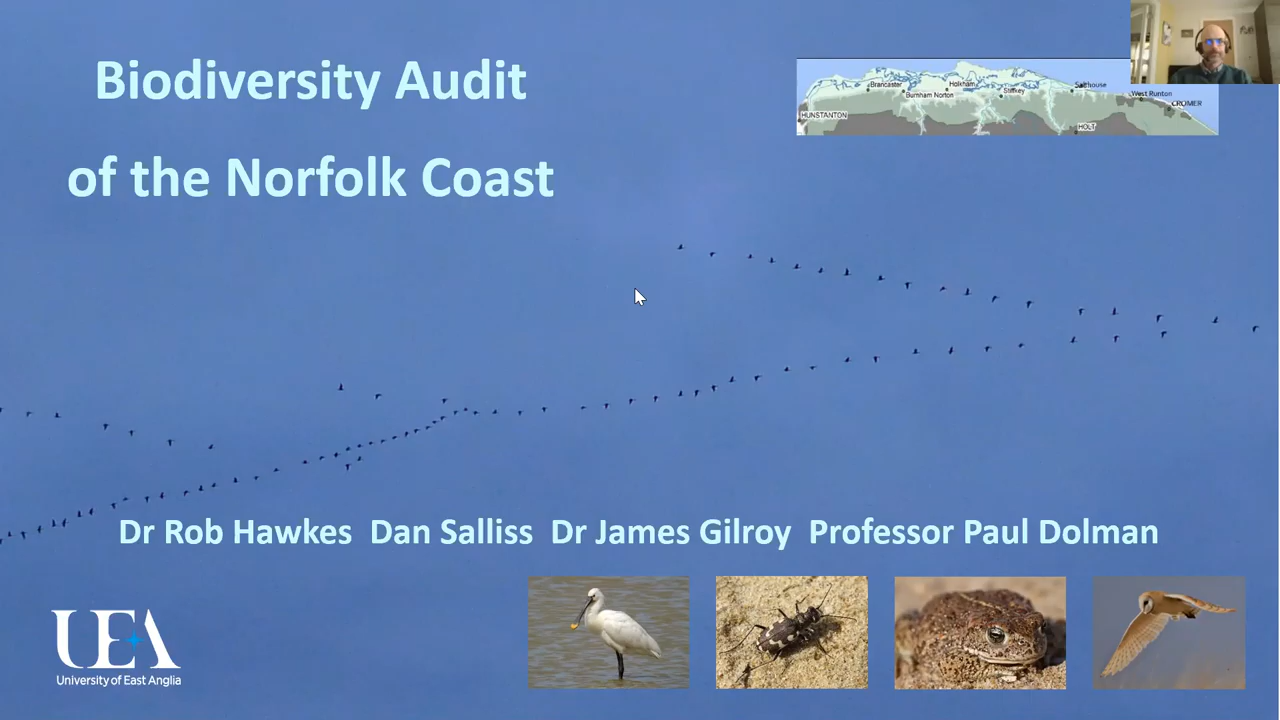 Biodiversity Audit
of the Norfolk Coast
Brancaster
Holkham
Salthouse
Burnham Norton
Stiffkey
West Runton
CROMER
HUNSTANTON
HOLT
Dr Rob Hawkes Dan Salliss Dr James Gilroy Professor Paul Dolman
UEA
University of East Anglia